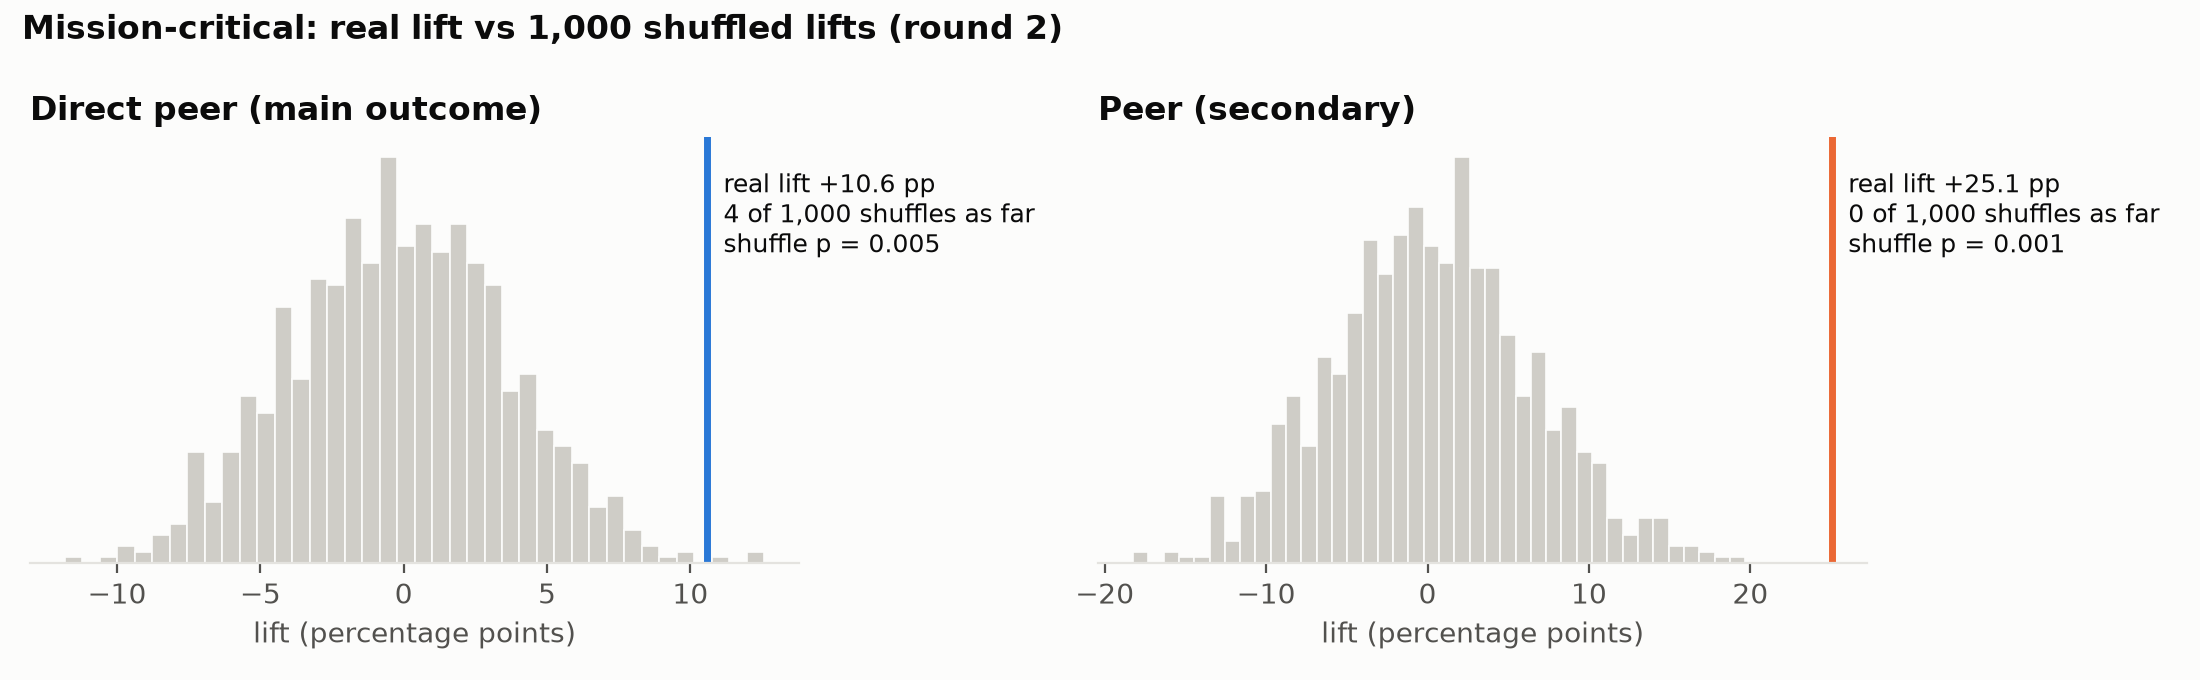 Mission-critical: real lift vs 1,000 shuffled lifts (round 2)
Direct peer (main outcome)
real lift +10.6 pp
4 of 1,000 shuffles as far
shuffle p = 0.005
−10 −5 0 5 10
lift (percentage points)
Peer (secondary)
real lift +25.1 pp
0 of 1,000 shuffles as far
shuffle p = 0.001
−20 −10 0 10 20
lift (percentage points)